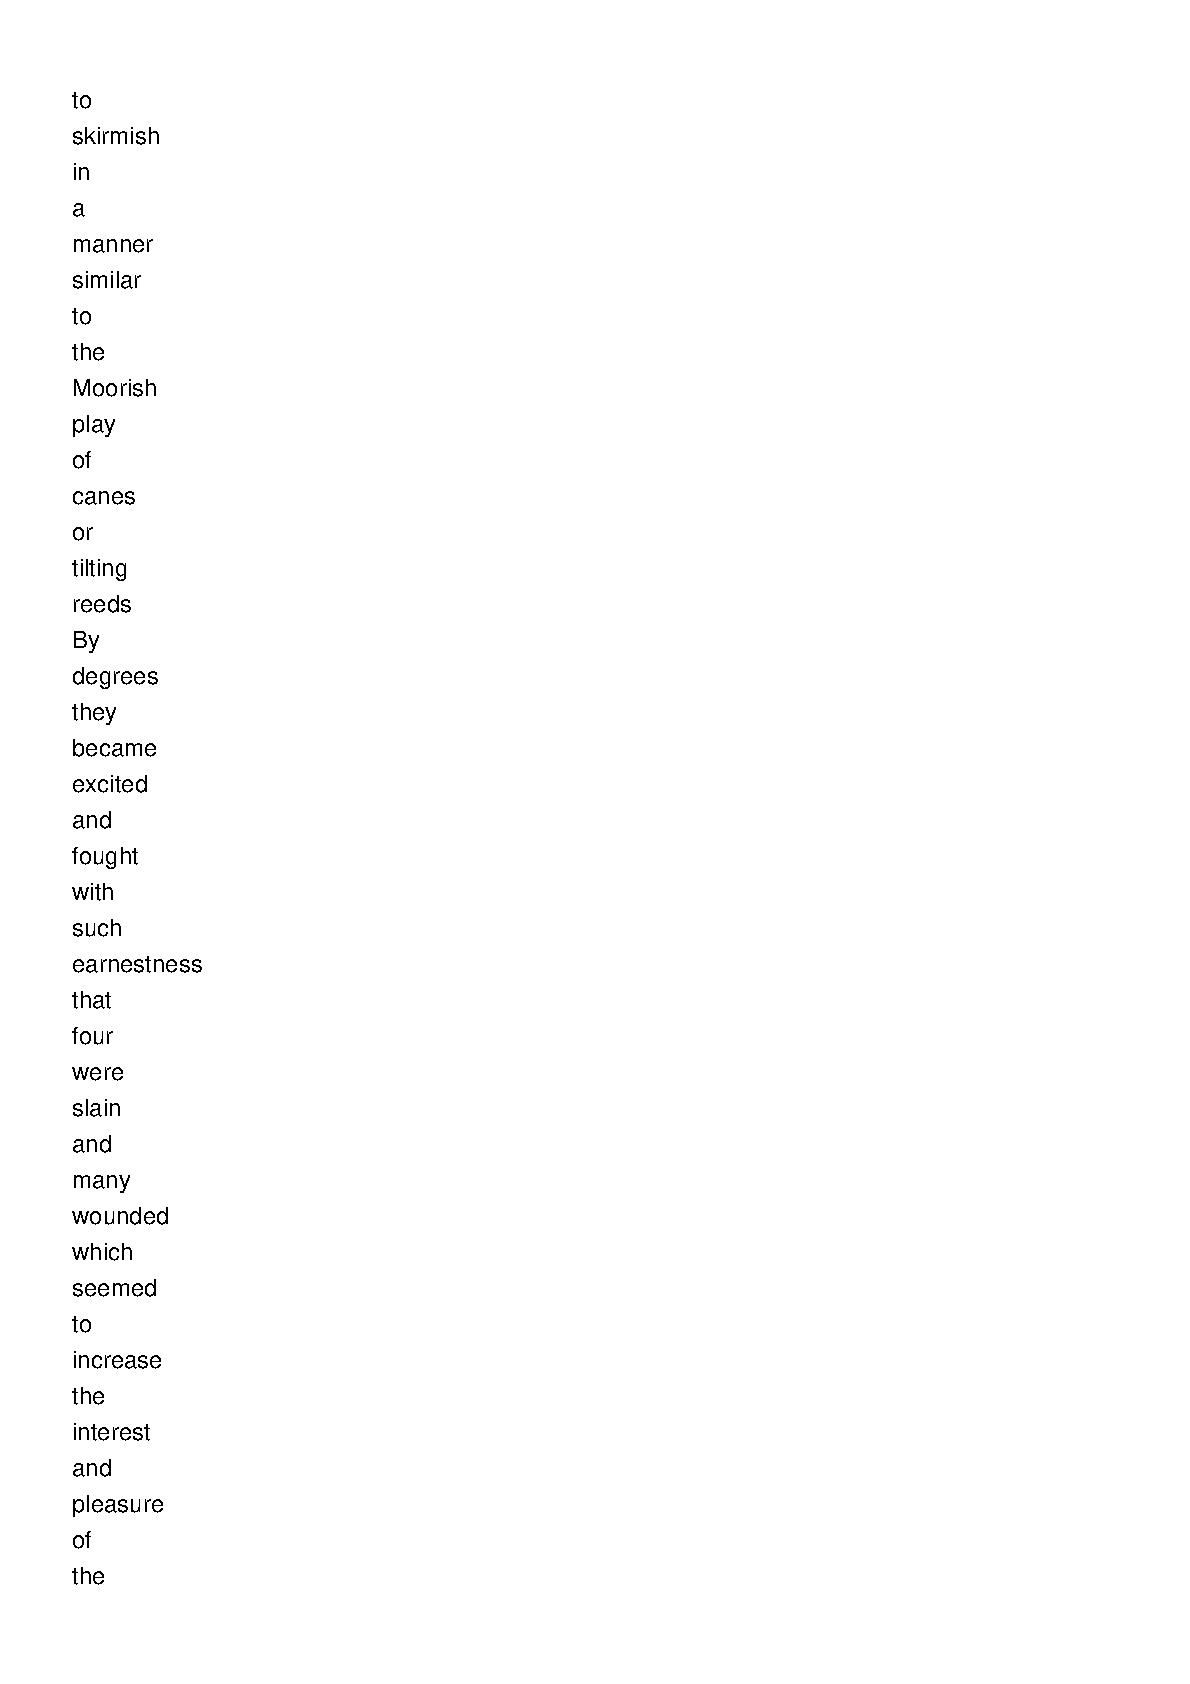 to
skirmish
in
a
manner
similar
to
the
Moorish
play
of
canes
or
tilting
reeds
By
degrees
they
became
excited
and
fought
with
such
earnestness
that
four
were
slain
and
many
wounded
which
seemed
to
increase
the
interest
and
pleasure
of
the